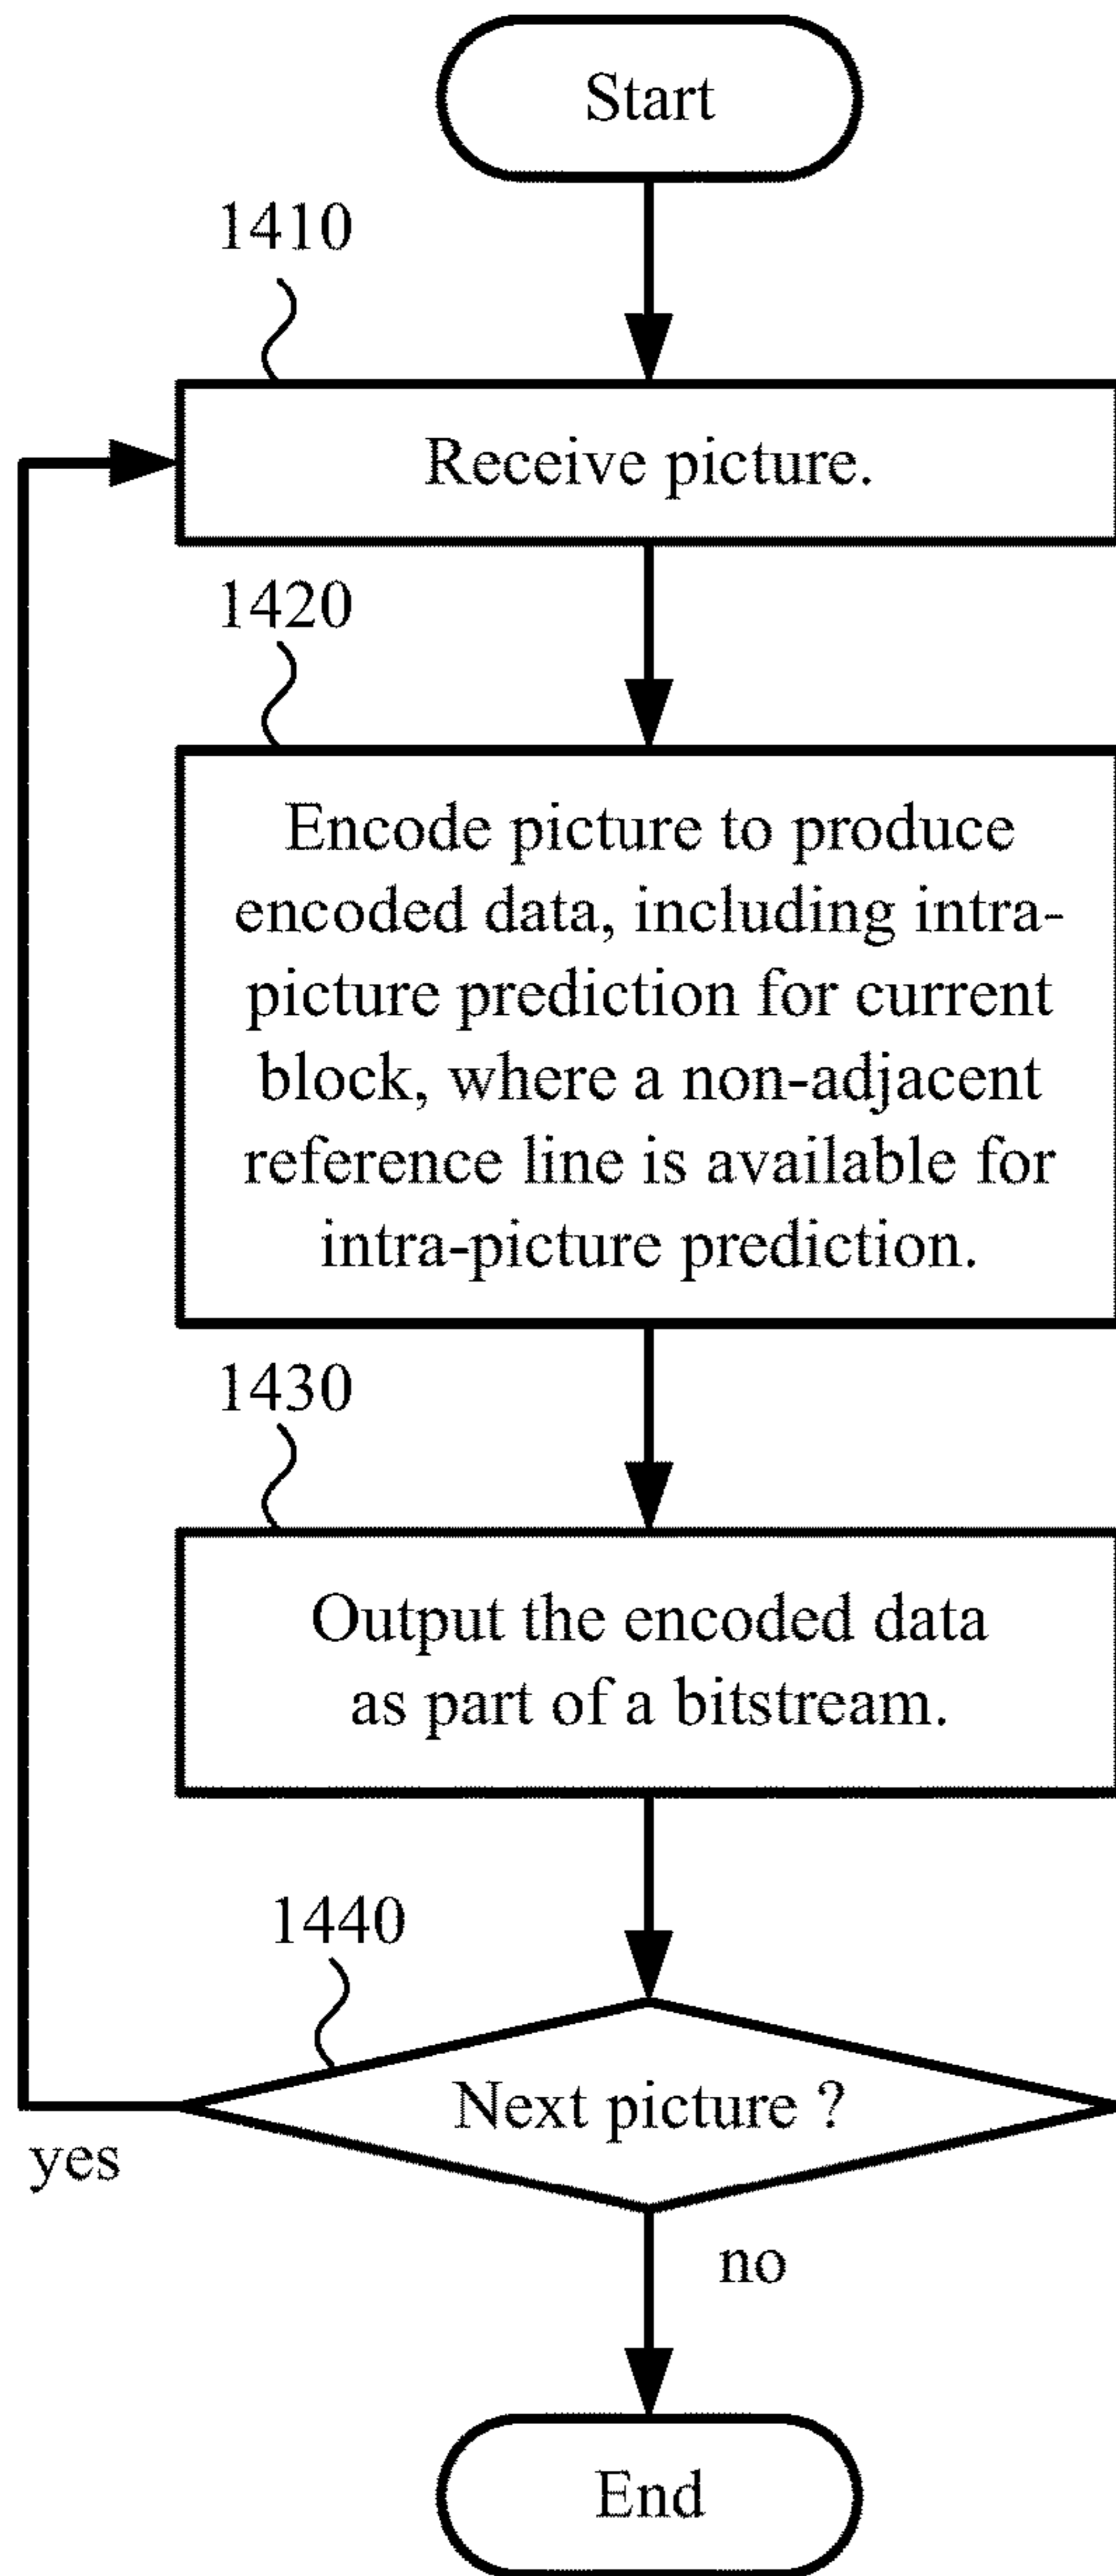 Start
1410
Receive picture.
1420
Encode picture to produce
encoded data, including intra-
picture prediction for current
block, where a non-adjacent
reference line is available for
intra-picture prediction.
1430
Output the encoded data
as part of a bitstream.
1440
Next picture ?
yes
no
End